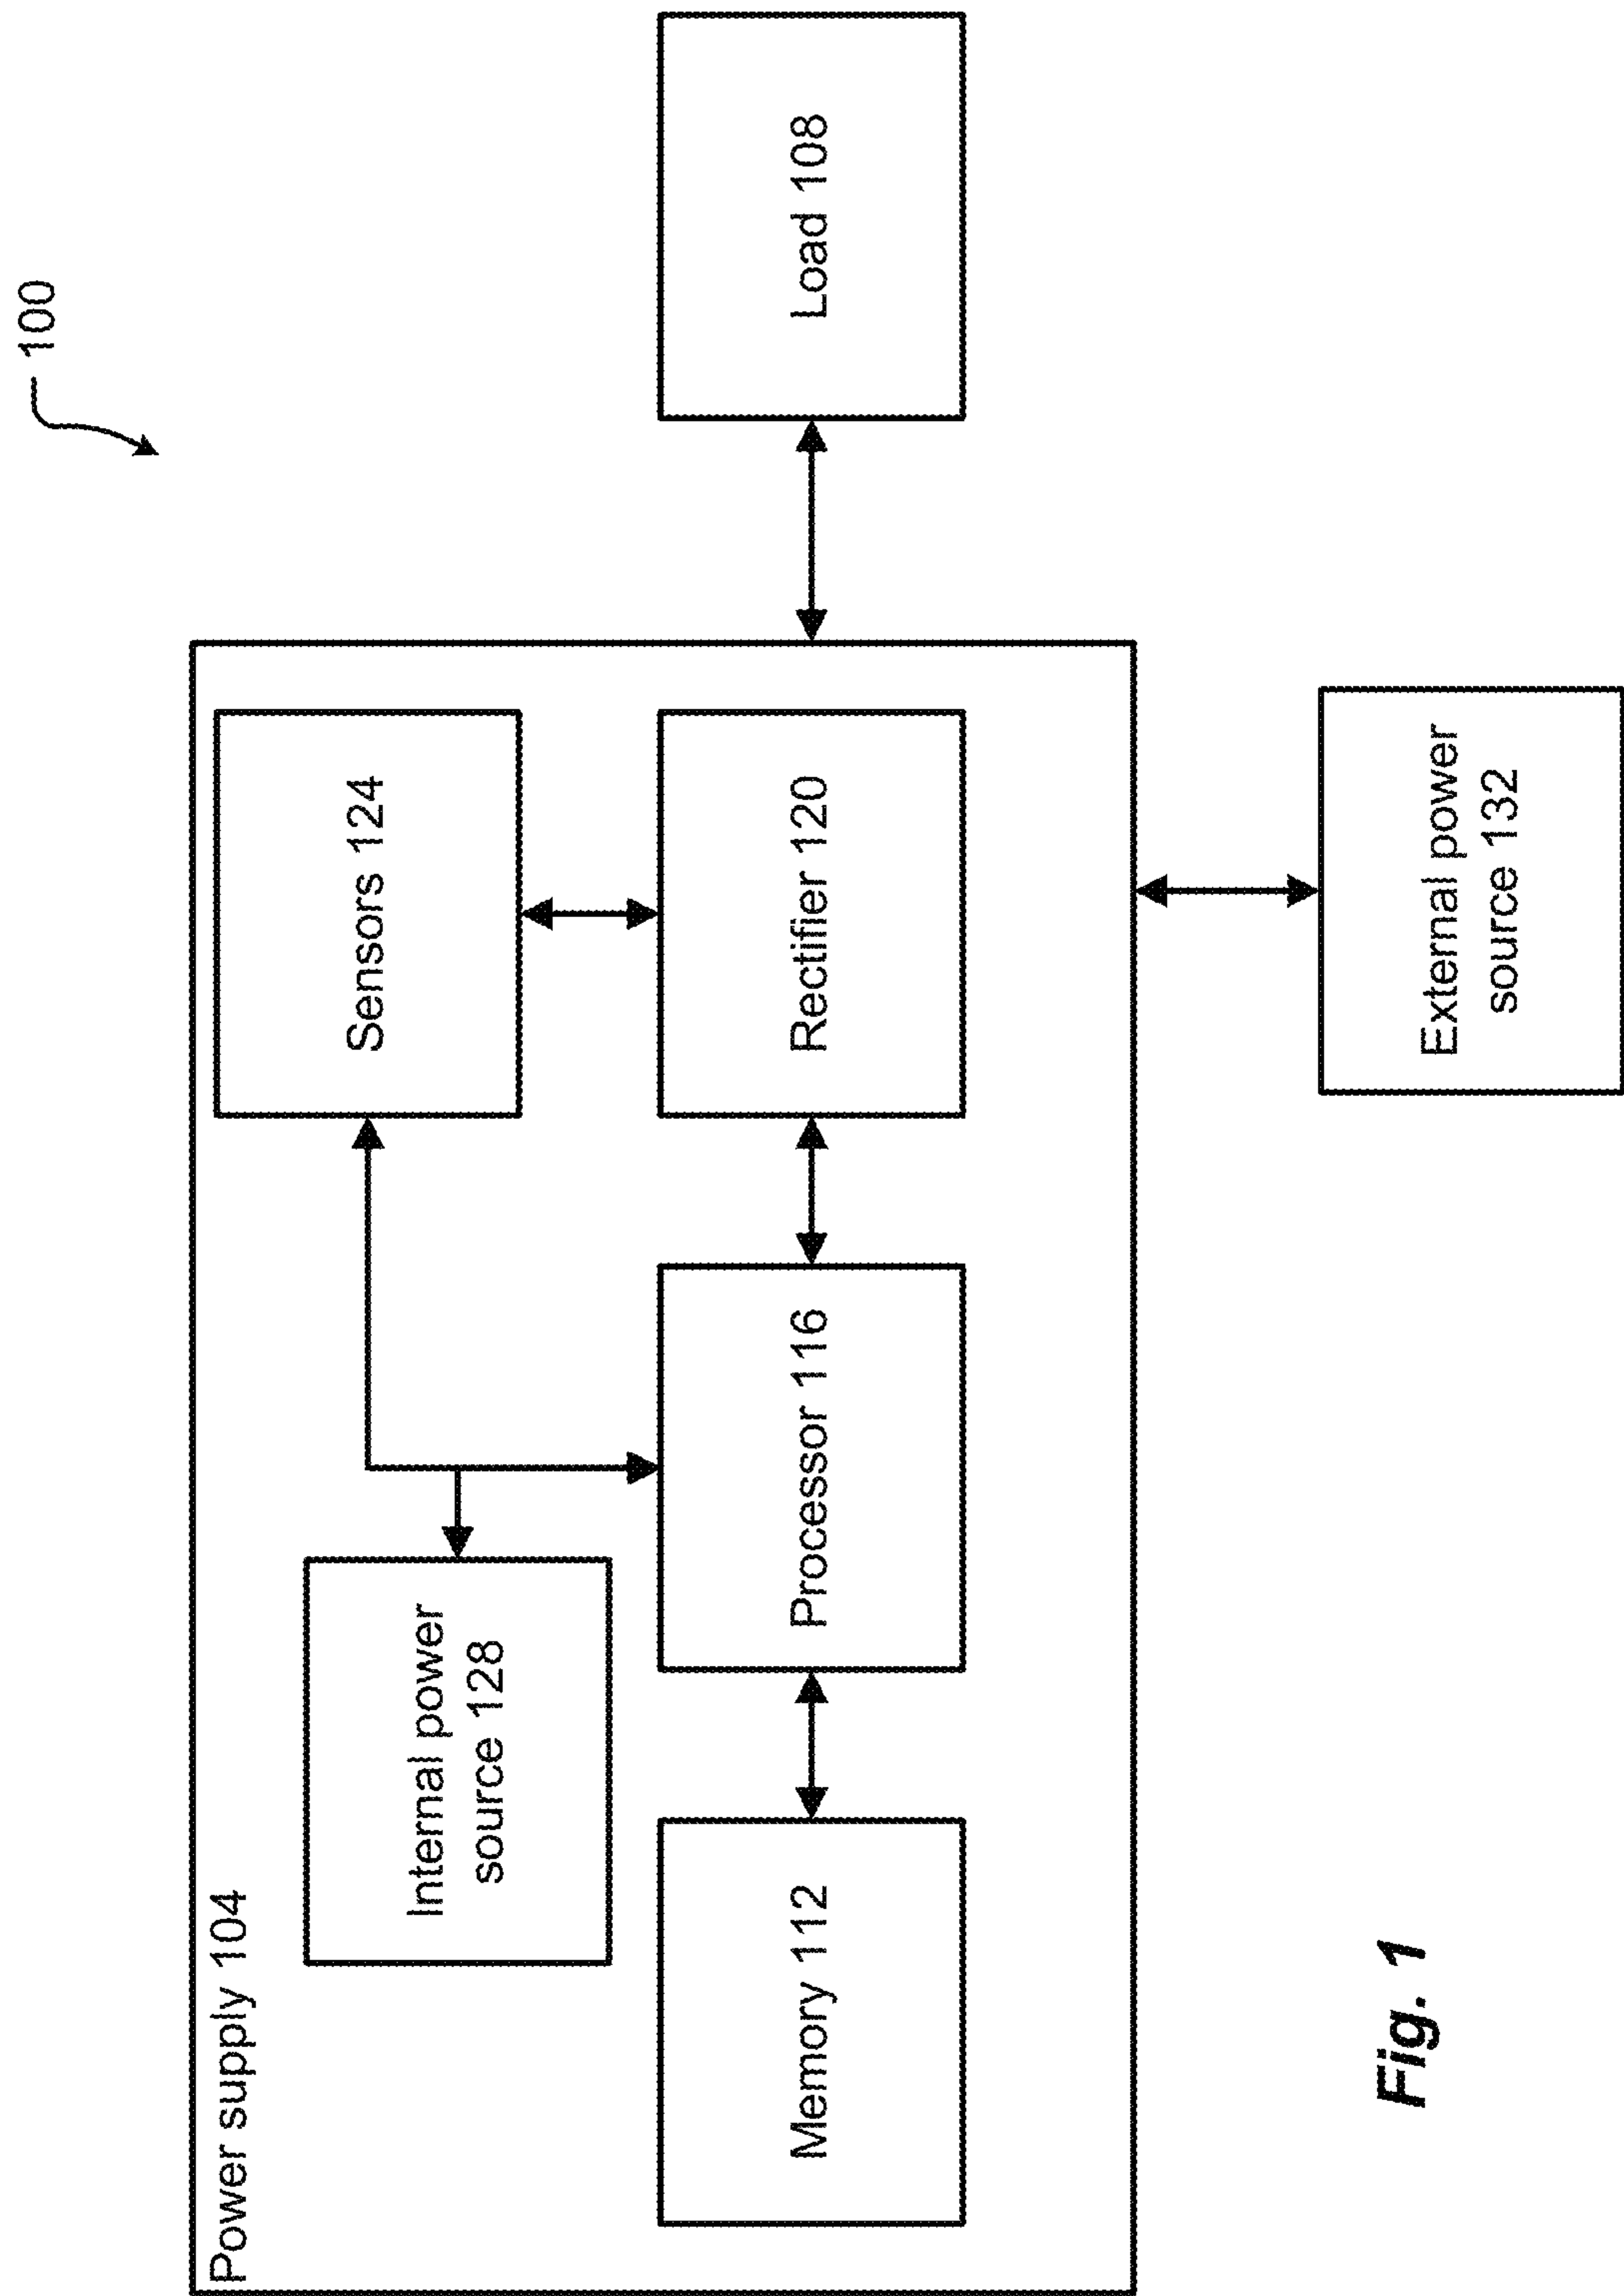 100
Power supply 104
Internal power
source 128
Sensors 124
Memory 112
Processor 116
Rectifier 120
Load 108
External power
source 132
Fig. 1